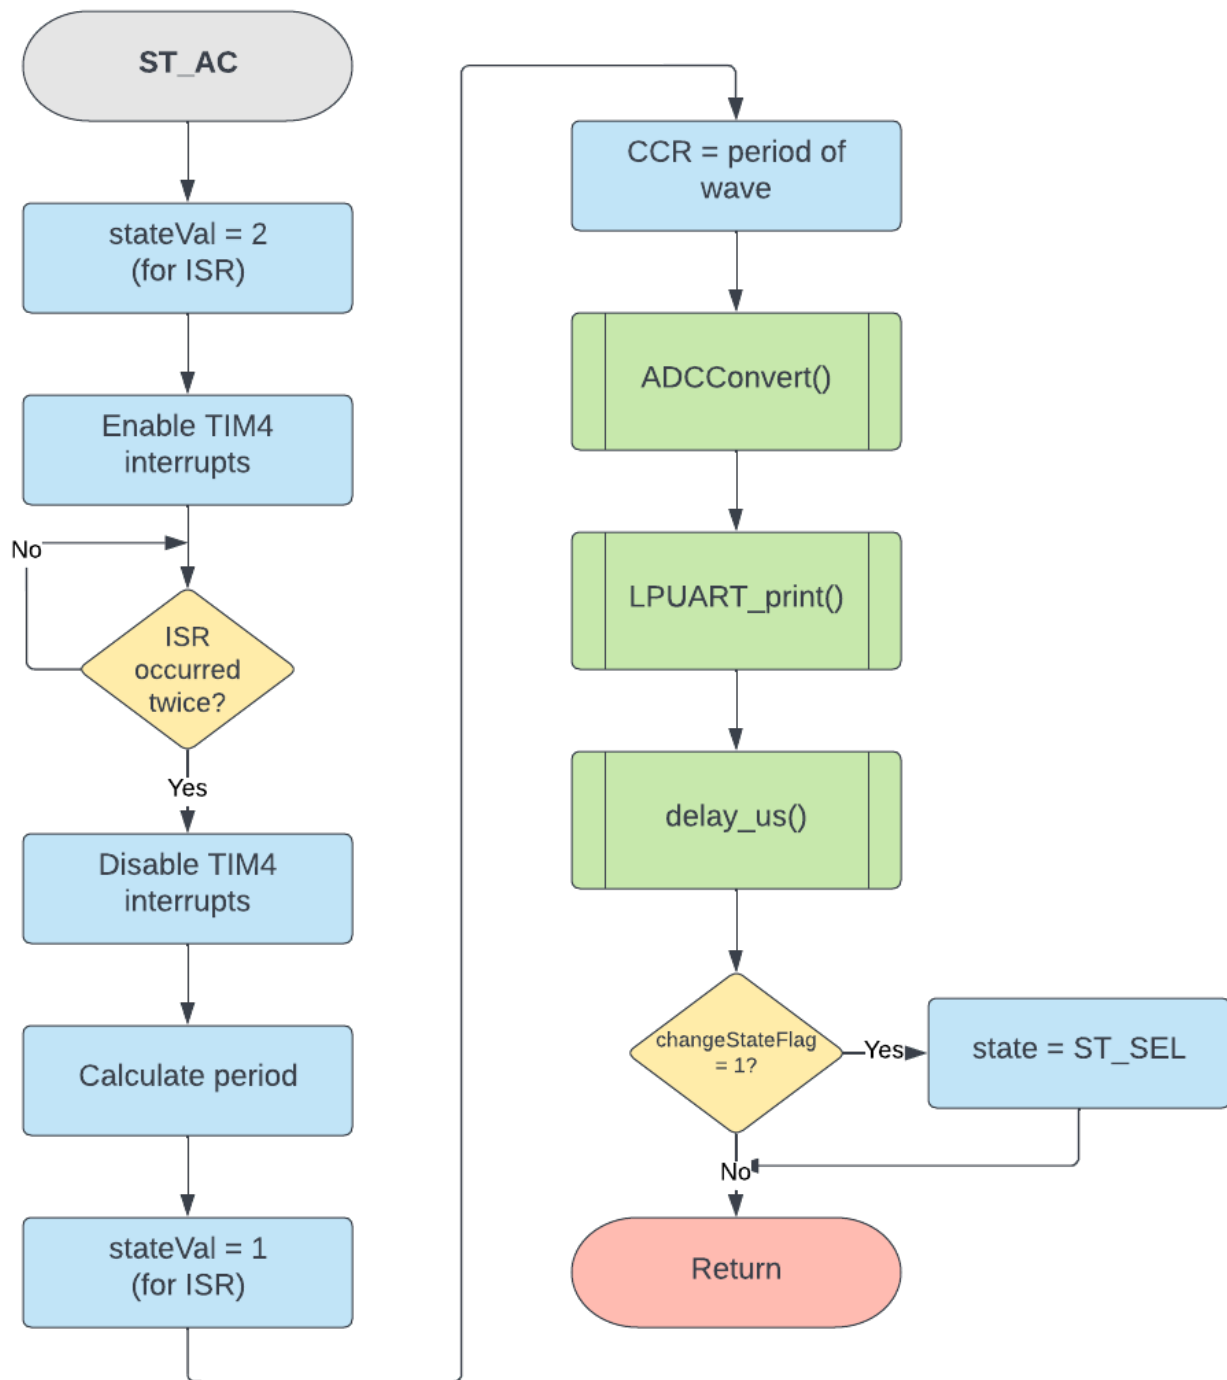 ST_AC
stateVal = 2
(for ISR)
Enable TIM4
interrupts
No
ISR
occurred
twice?
Yes
Disable TIM4
interrupts
Calculate period
stateVal = 1
(for ISR)
CCR = period of
wave
ADCConvert()
LPUART_print()
delay_us()
changeStateFlag
= 1?
Yes
state = ST_SEL
No
Return